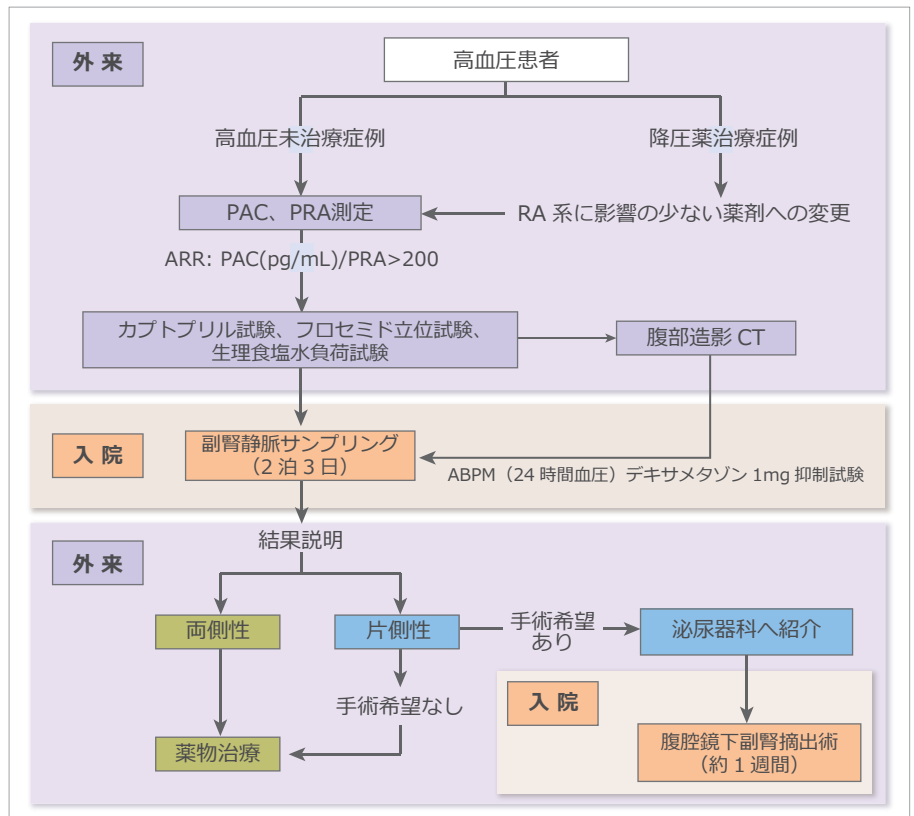 外 来
高血圧患者
高血圧未治療症例
降圧薬治療症例
PAC、PRA測定
RA 系に影響の少ない薬剤への変更
ARR: PAC(pg/mL)/PRA>200
カプトプリル試験、フロセミド立位試験、
生理食塩水負荷試験
腹部造影 CT
入 院
副腎静脈サンプリング
（2 泊 3 日）
ABPM（24 時間血圧）デキサメタゾン 1mg 抑制試験
結果説明
外 来
両側性
片側性
手術希望
あり
泌尿器科へ紹介
手術希望なし
入 院
薬物治療
腹腔鏡下副腎摘出術
（約 1 週間）